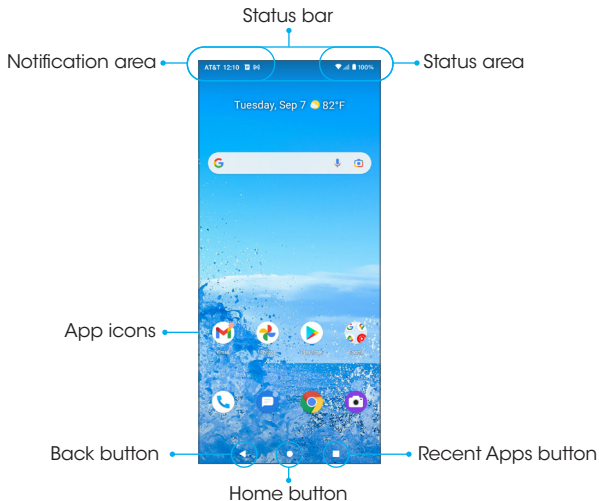 Status bar
Notification area
Status area
AT&T 12:10
100%
Tuesday, Sep 7 82°F
G
App icons
Back button
Recent Apps button
Home button